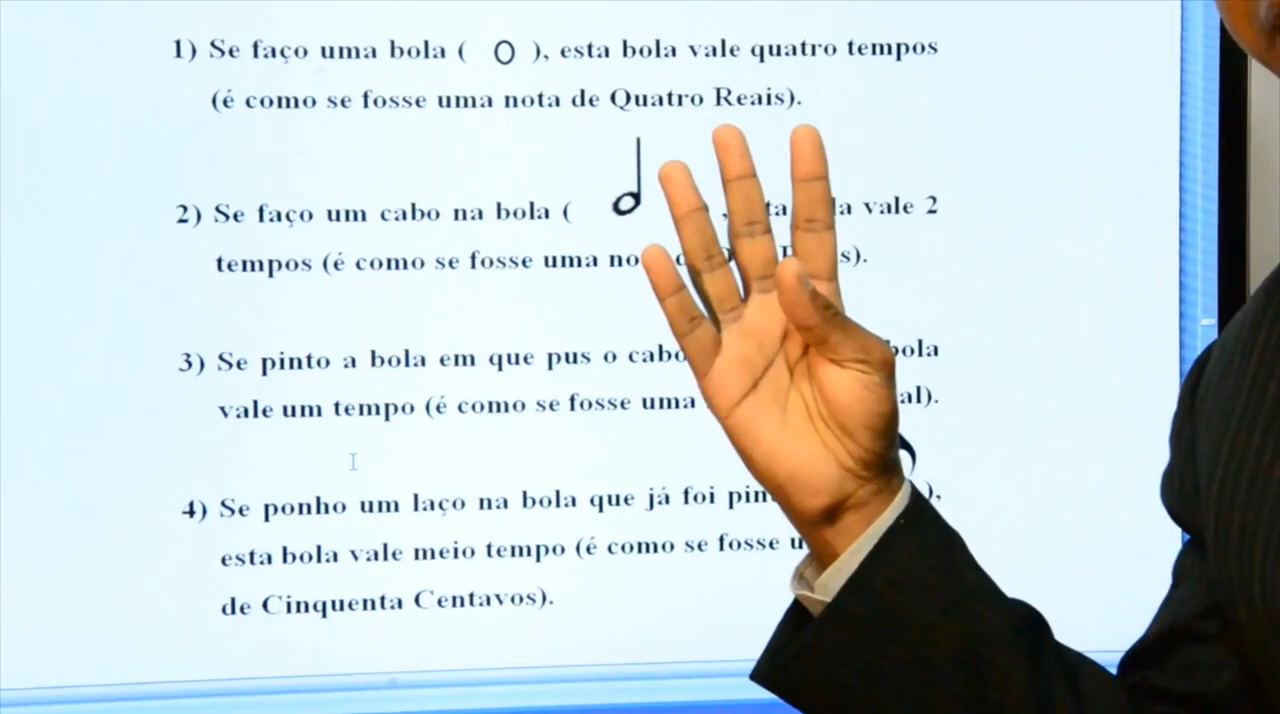 1) Se faço uma bola ( O ), esta bola vale quatro tempos
(é como se fosse uma nota de Quatro Reais).
2) Se faço um cabo na bola ( vale 2
tempos (é como se fosse uma s).
3) Se pinto a bola em que pus o bola
vale um tempo (é como se fosse uma al).
4) Se ponho um laço na bola que já foi ),
esta bola vale meio tempo (é como se fosse
de Cinquenta Centavos).